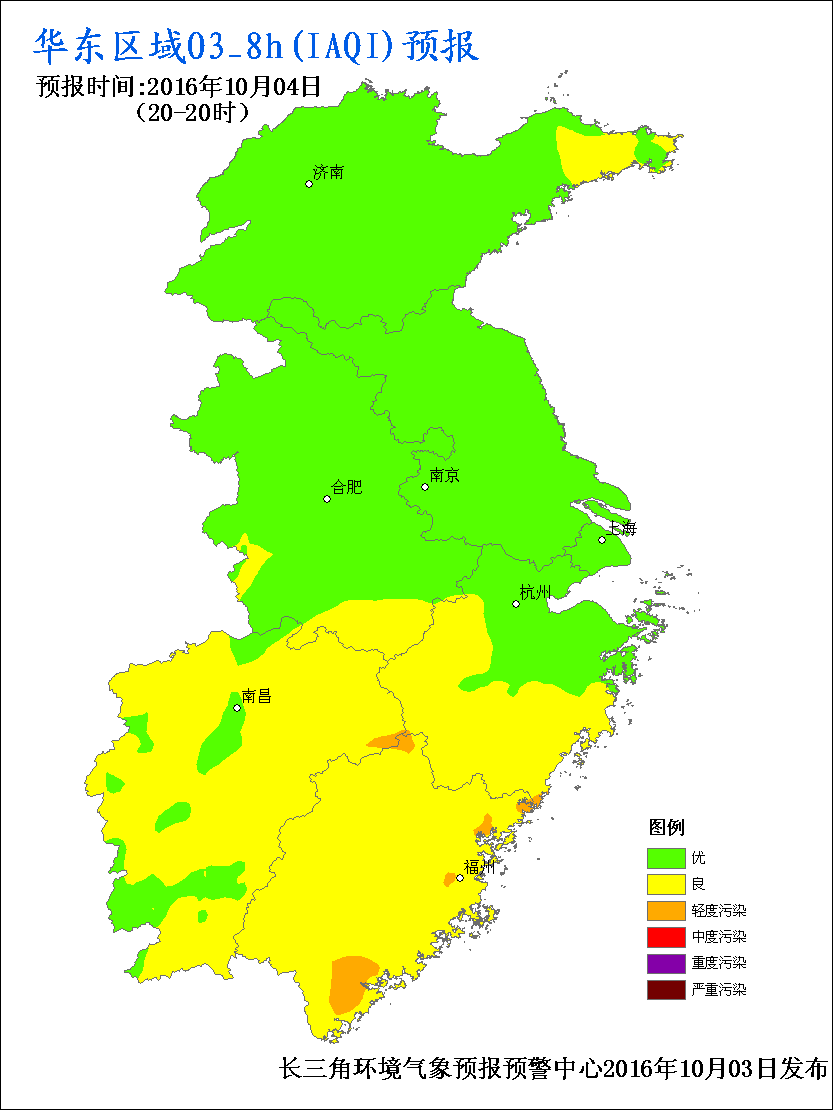 华东区域O3_8h(IAQI)预报
预报时间:2016年10月04日
（20-20时）
济南
南京
合肥
上海
杭州
南昌
福州
图例
优
良
轻度污染
中度污染
重度污染
严重污染
长三角环境气象预报预警中心2016年10月03日发布